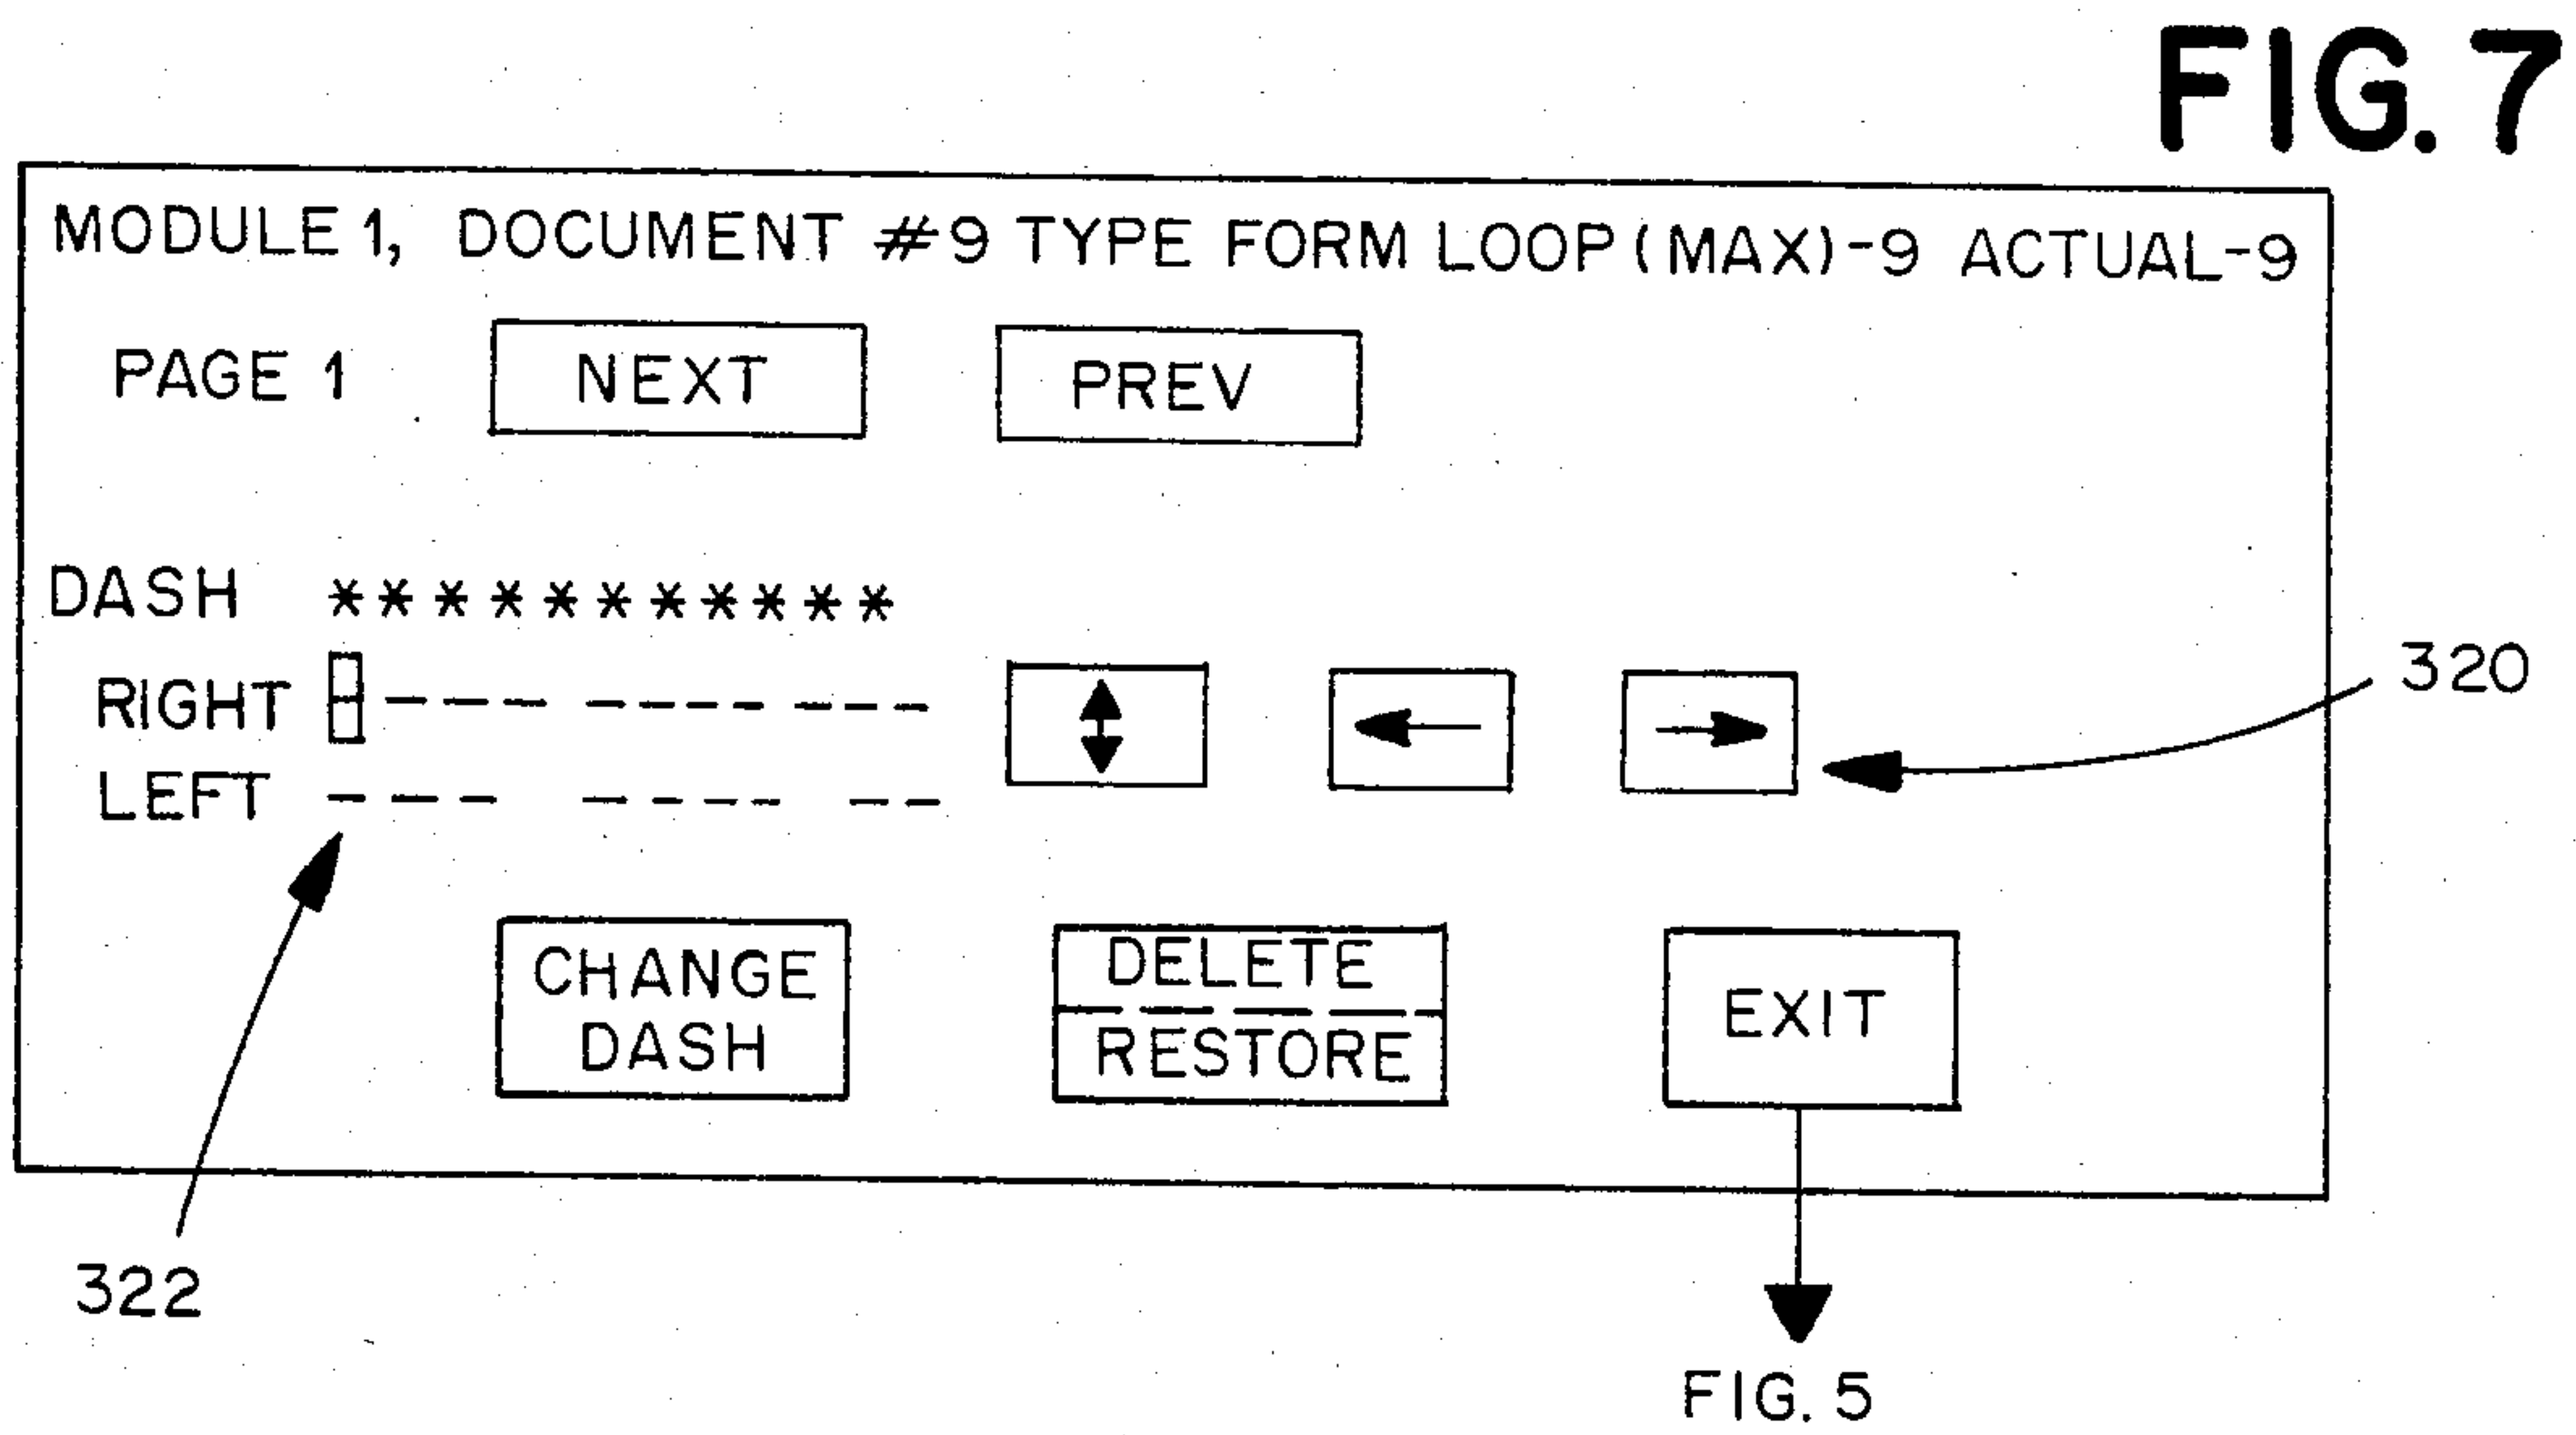 FIG. 7
MODULE 1, DOCUMENT #9 TYPE FORM LOOP (MAX)-9 ACTUAL-9
PAGE 1 NEXT PREV
DASH ***********
RIGHT ---- ---- ---
LEFT ---- ---- --
320
CHANGE
DASH
DELETE
RESTORE
EXIT
322
FIG. 5